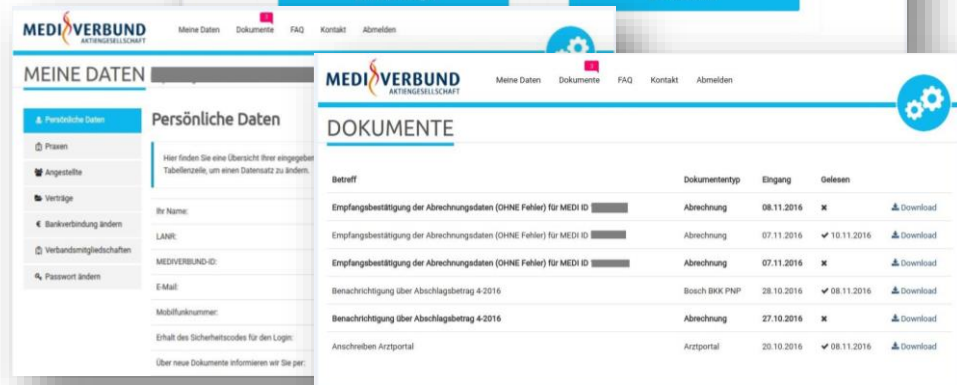 MEDIVERBUND
AKTIENGESELLSCHAFT
Meine Daten Dokumente FAQ Kontakt Abmelden
MEINE DATEN
Persönliche Daten
Praxen
Angestellte
Verträge
€ Bankverbindung ändern
Verbandsmitgliedschaften
Passwort ändern
Persönliche Daten
Hier finden Sie eine Übersicht Ihrer eingegeben
Tabellenzeile, um einen Datensatz zu ändern.
Ihr Name:
LANR:
MEDIVERBUND-ID:
E-Mail:
Mobilfunknummer:
Erhalt des Sicherheitscodes für den Login:
Über neue Dokumente informieren wir Sie per:
MEDIVERBUND
AKTIENGESELLSCHAFT
3
Meine Daten Dokumente FAQ Kontakt Abmelden
DOKUMENTE
Betreff Dokumententyp Eingang Gelesen
Empfangsbestätigung der Abrechnungsdaten (OHNE Fehler) für MEDI ID Abrechnung 08.11.2016 ✖ Download
Empfangsbestätigung der Abrechnungsdaten (OHNE Fehler) für MEDI ID Abrechnung 07.11.2016 ✔ 10.11.2016 Download
Empfangsbestätigung der Abrechnungsdaten (OHNE Fehler) für MEDI ID Abrechnung 07.11.2016 ✖ Download
Benachrichtigung über Abschlagsbetrag 4-2016 Bosch BKK PNP 28.10.2016 ✔ 08.11.2016 Download
Benachrichtigung über Abschlagsbetrag 4-2016 Abrechnung 27.10.2016 ✖ Download
Anschreiben Arztportal Arztportal 20.10.2016 ✔ 08.11.2016 Download